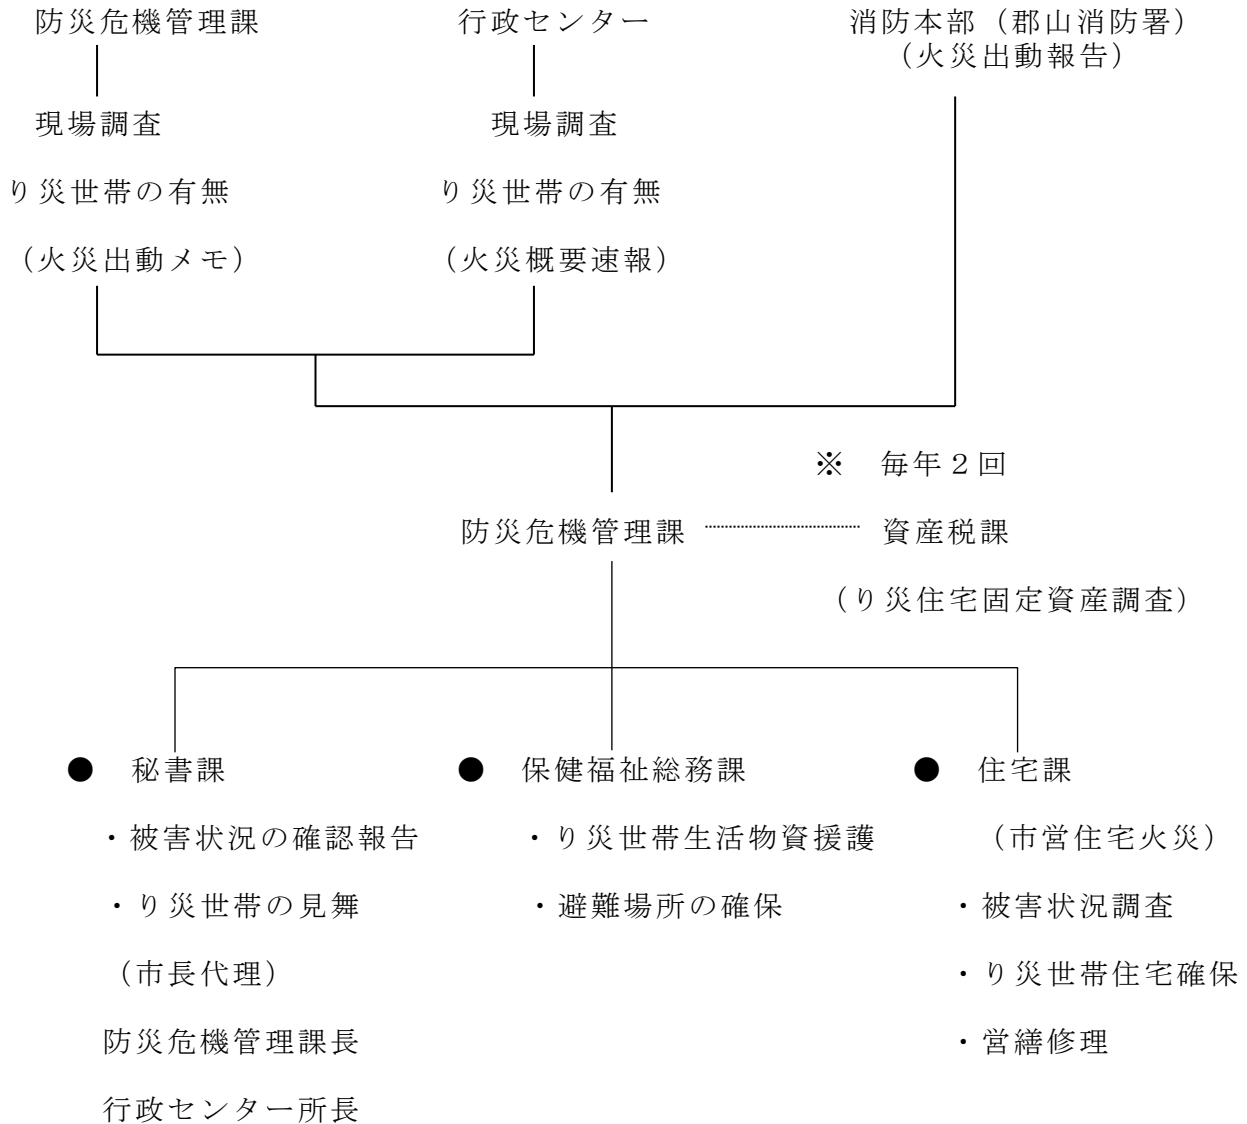 防災危機管理課
行政センター
消防本部（郡山消防署）
（火災出動報告）
現場調査
現場調査
り災世帯の有無
り災世帯の有無
（火災出動メモ）
（火災概要速報）
※　毎年２回
防災危機管理課
資産税課
（り災住宅固定資産調査）
●　秘書課
・被害状況の確認報告
・り災世帯の見舞
（市長代理）
防災危機管理課長
行政センター所長
●　保健福祉総務課
・り災世帯生活物資援護
・避難場所の確保
●　住宅課
（市営住宅火災）
・被害状況調査
・り災世帯住宅確保
・営繕修理